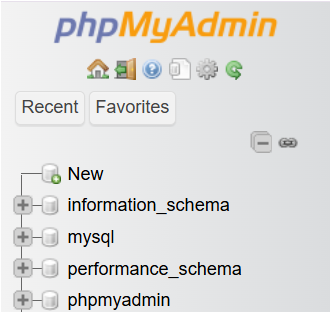 phpMyAdmin
Recent Favorites
New
information_schema
mysql
performance_schema
phpmyadmin